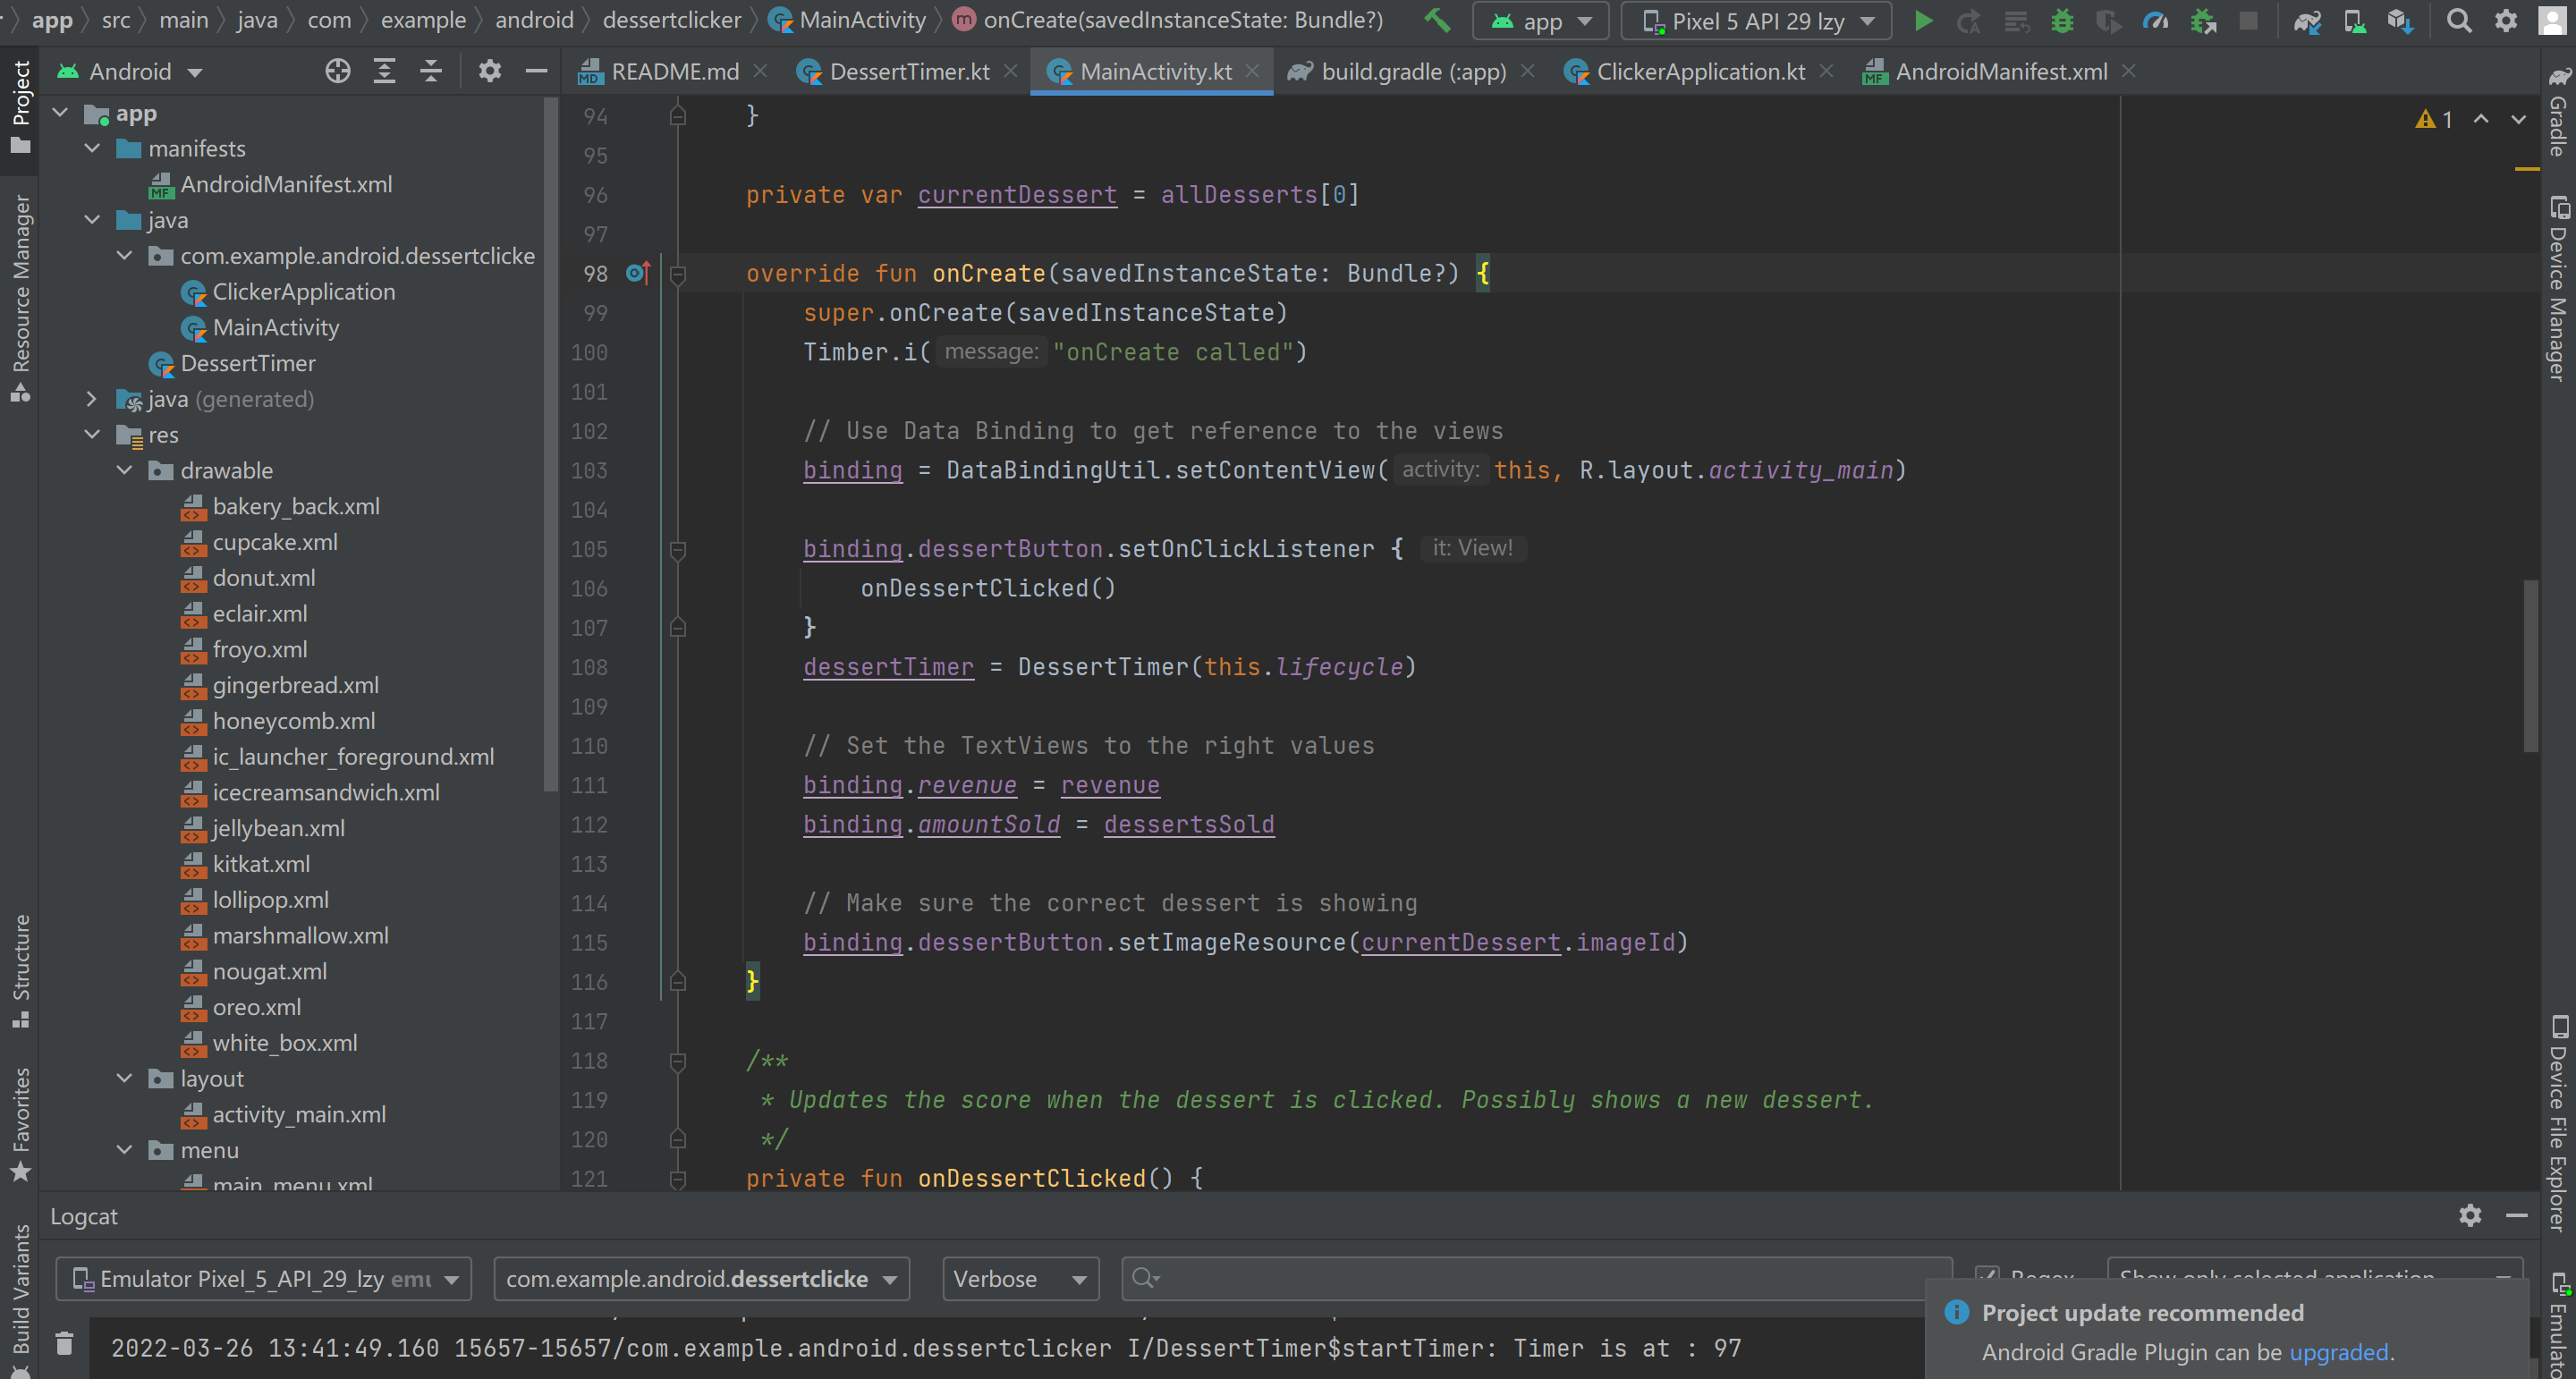 app src main java com example android dessertclicker MainActivity onCreate(savedInstanceState: Bundle?) app Pixel 5 API 29 lzy
Project
Resource Manager
Structure
Favorites
Build Variants
Android
app
manifests
AndroidManifest.xml
java
com.example.android.dessertclicke
ClickerApplication
MainActivity
DessertTimer
java (generated)
res
drawable
bakery_back.xml
cupcake.xml
donut.xml
eclair.xml
froyo.xml
gingerbread.xml
honeycomb.xml
ic_launcher_foreground.xml
icecreamsandwich.xml
jellybean.xml
kitkat.xml
lollipop.xml
marshmallow.xml
nougat.xml
oreo.xml
white_box.xml
layout
activity_main.xml
menu
main_menu.xml
README.md DessertTimer.kt MainActivity.kt build.gradle (:app) ClickerApplication.kt AndroidManifest.xml
1
94 }
95
96 private var currentDessert = allDesserts[0]
97
98 override fun onCreate(savedInstanceState: Bundle?) {
99 super.onCreate(savedInstanceState)
100 Timber.i( message: "onCreate called")
101
102 // Use Data Binding to get reference to the views
103 binding = DataBindingUtil.setContentView( activity: this, R.layout.activity_main)
104
105 binding.dessertButton.setOnClickListener { it: View!
106 onDessertClicked()
107 }
108 dessertTimer = DessertTimer(this.lifecycle)
109
110 // Set the TextViews to the right values
111 binding.revenue = revenue
112 binding.amountSold = dessertsSold
113
114 // Make sure the correct dessert is showing
115 binding.dessertButton.setImageResource(currentDessert.imageId)
116 }
117
118 /**
119 * Updates the score when the dessert is clicked. Possibly shows a new dessert.
120 */
121 private fun onDessertClicked() {
Gradle
Device Manager
Device File Explorer
Emulato
Logcat
Emulator Pixel_5_API_29_lzy emu com.example.android.dessertclicke Verbose Regex Show only selected application
2022-03-26 13:41:49.160 15657-15657/com.example.android.dessertclicker I/DessertTimer$startTimer: Timer is at : 97
Project update recommended
Android Gradle Plugin can be upgraded.